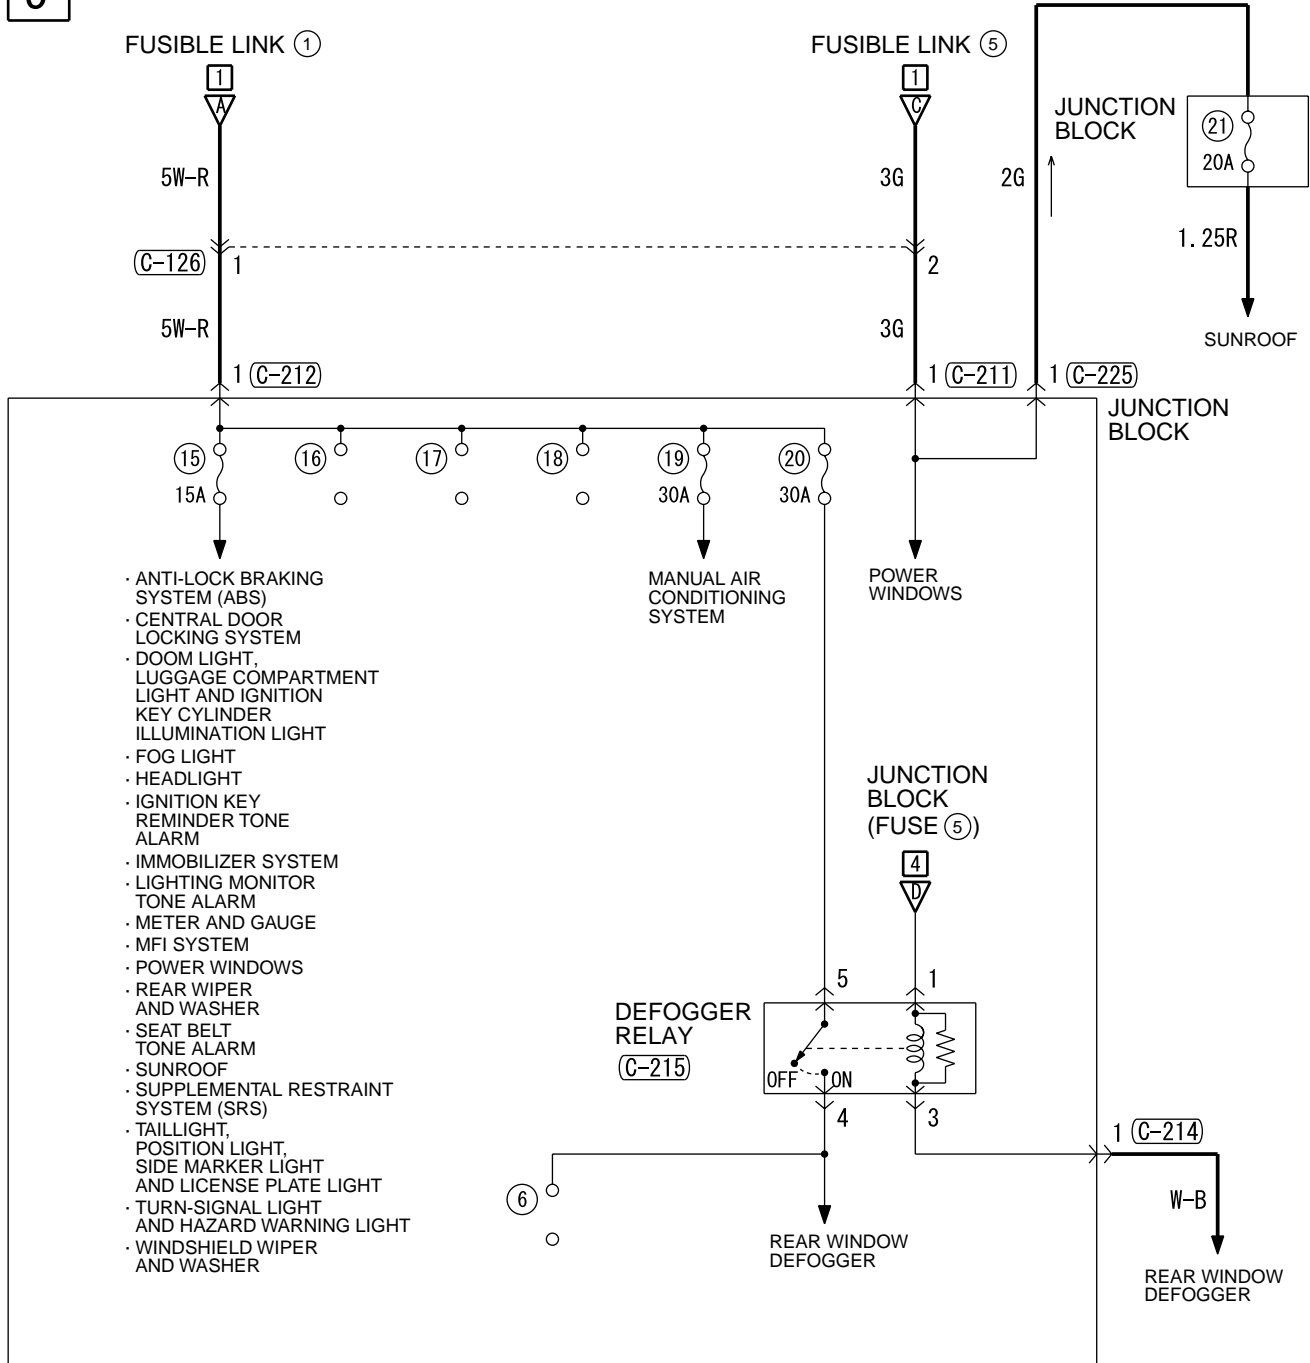 FUSIBLE LINK ①
FUSIBLE LINK ⑤
1
A
1
C
JUNCTION
BLOCK
㉑
20A
5W-R
3G
2G
1.25R
C-126
1
2
5W-R
3G
SUNROOF
1 C-212
1 C-211
1 C-225
JUNCTION
BLOCK
⑮
15A
⑯
⑰
⑱
⑲
30A
⑳
30A
· ANTI-LOCK BRAKING
SYSTEM (ABS)
· CENTRAL DOOR
LOCKING SYSTEM
· DOOM LIGHT,
LUGGAGE COMPARTMENT
LIGHT AND IGNITION
KEY CYLINDER
ILLUMINATION LIGHT
· FOG LIGHT
· HEADLIGHT
· IGNITION KEY
REMINDER TONE
ALARM
· IMMOBILIZER SYSTEM
· LIGHTING MONITOR
TONE ALARM
· METER AND GAUGE
· MFI SYSTEM
· POWER WINDOWS
· REAR WIPER
AND WASHER
· SEAT BELT
TONE ALARM
· SUNROOF
· SUPPLEMENTAL RESTRAINT
SYSTEM (SRS)
· TAILLIGHT,
POSITION LIGHT,
SIDE MARKER LIGHT
AND LICENSE PLATE LIGHT
· TURN-SIGNAL LIGHT
AND HAZARD WARNING LIGHT
· WINDSHIELD WIPER
AND WASHER
MANUAL AIR
CONDITIONING
SYSTEM
POWER
WINDOWS
JUNCTION
BLOCK
(FUSE ⑤)
4
D
5
1
DEFOGGER
RELAY
C-215
OFF
ON
4
3
1 C-214
W-B
⑥
REAR WINDOW
DEFOGGER
REAR WINDOW
DEFOGGER